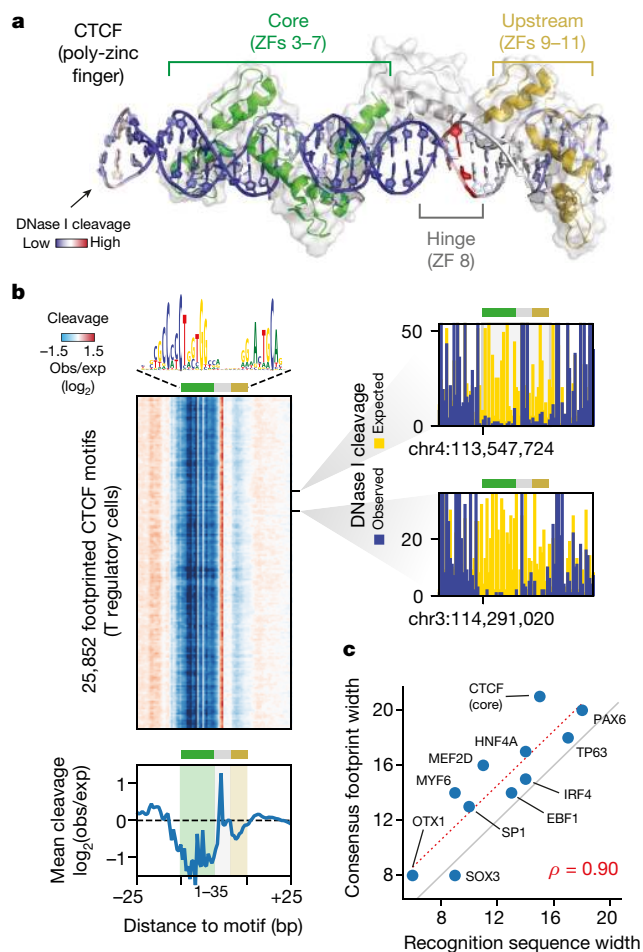 a
CTCF
(poly-zinc
finger)
Core
(ZFs 3–7)
Upstream
(ZFs 9–11)
DNase I cleavage
Low
High
Hinge
(ZF 8)
b
Cleavage
−1.5 1.5
Obs/exp
(log2)
25,852 footprinted CTCF motifs
(T regulatory cells)
DNase I cleavage
Observed
Expected
50
0
chr4:113,547,724
20
0
chr3:114,291,020
Mean cleavage
log2(obs/exp)
1
0
−1
−25
1–35
+25
Distance to motif (bp)
c
Consensus footprint width
20
16
12
8
CTCF
(core)
PAX6
HNF4A
TP63
MEF2D
MYF6
IRF4
EBF1
OTX1
SP1
SOX3
ρ = 0.90
8 12 16 20
Recognition sequence width